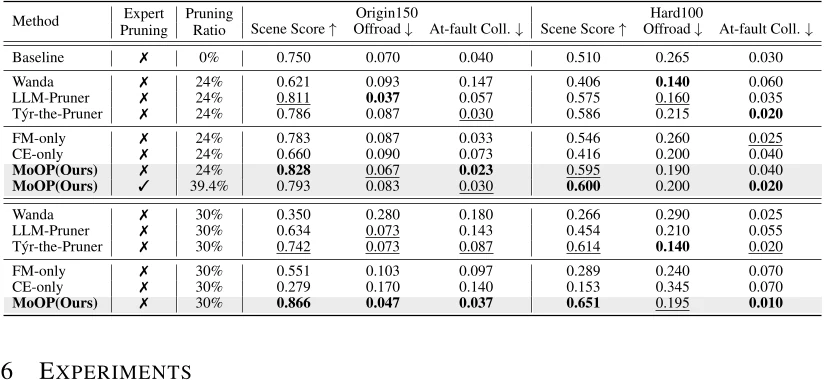 Method Expert Pruning Pruning Ratio Origin150 Hard100
Scene Score ↑ Offroad ↓ At-fault Coll. ↓ Scene Score ↑ Offroad ↓ At-fault Coll. ↓
Baseline ✗ 0% 0.750 0.070 0.040 0.510 0.265 0.030
Wanda ✗ 24% 0.621 0.093 0.147 0.406 0.140 0.060
LLM-Pruner ✗ 24% 0.811 0.037 0.057 0.575 0.160 0.035
Týr-the-Pruner ✗ 24% 0.786 0.087 0.030 0.586 0.215 0.020
FM-only ✗ 24% 0.783 0.087 0.033 0.546 0.260 0.025
CE-only ✗ 24% 0.660 0.090 0.073 0.416 0.200 0.040
MoOP(Ours) ✗ 24% 0.828 0.067 0.023 0.595 0.190 0.040
MoOP(Ours) ✓ 39.4% 0.793 0.083 0.030 0.600 0.200 0.020
Wanda ✗ 30% 0.350 0.280 0.180 0.266 0.290 0.025
LLM-Pruner ✗ 30% 0.634 0.073 0.143 0.454 0.210 0.055
Týr-the-Pruner ✗ 30% 0.742 0.073 0.087 0.614 0.140 0.020
FM-only ✗ 30% 0.551 0.103 0.097 0.289 0.240 0.070
CE-only ✗ 30% 0.279 0.170 0.140 0.153 0.345 0.070
MoOP(Ours) ✗ 30% 0.866 0.047 0.037 0.651 0.195 0.010
6 EXPERIMENTS